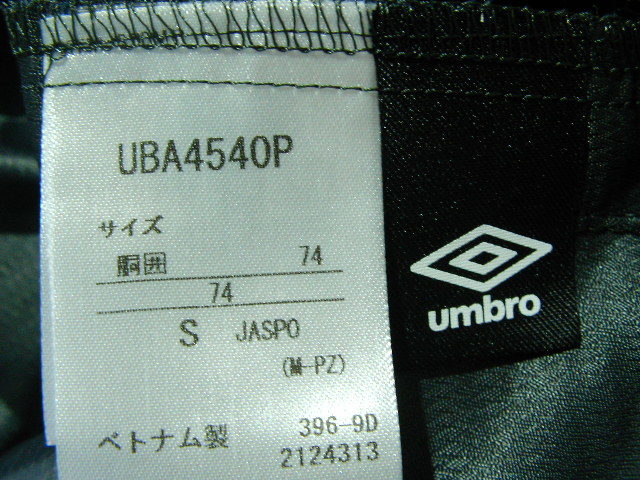 UBA4540P
サイズ
胴囲 74
74
S JASPO
(M-PZ)
ベトナム製 396-9D
2124313
umbro